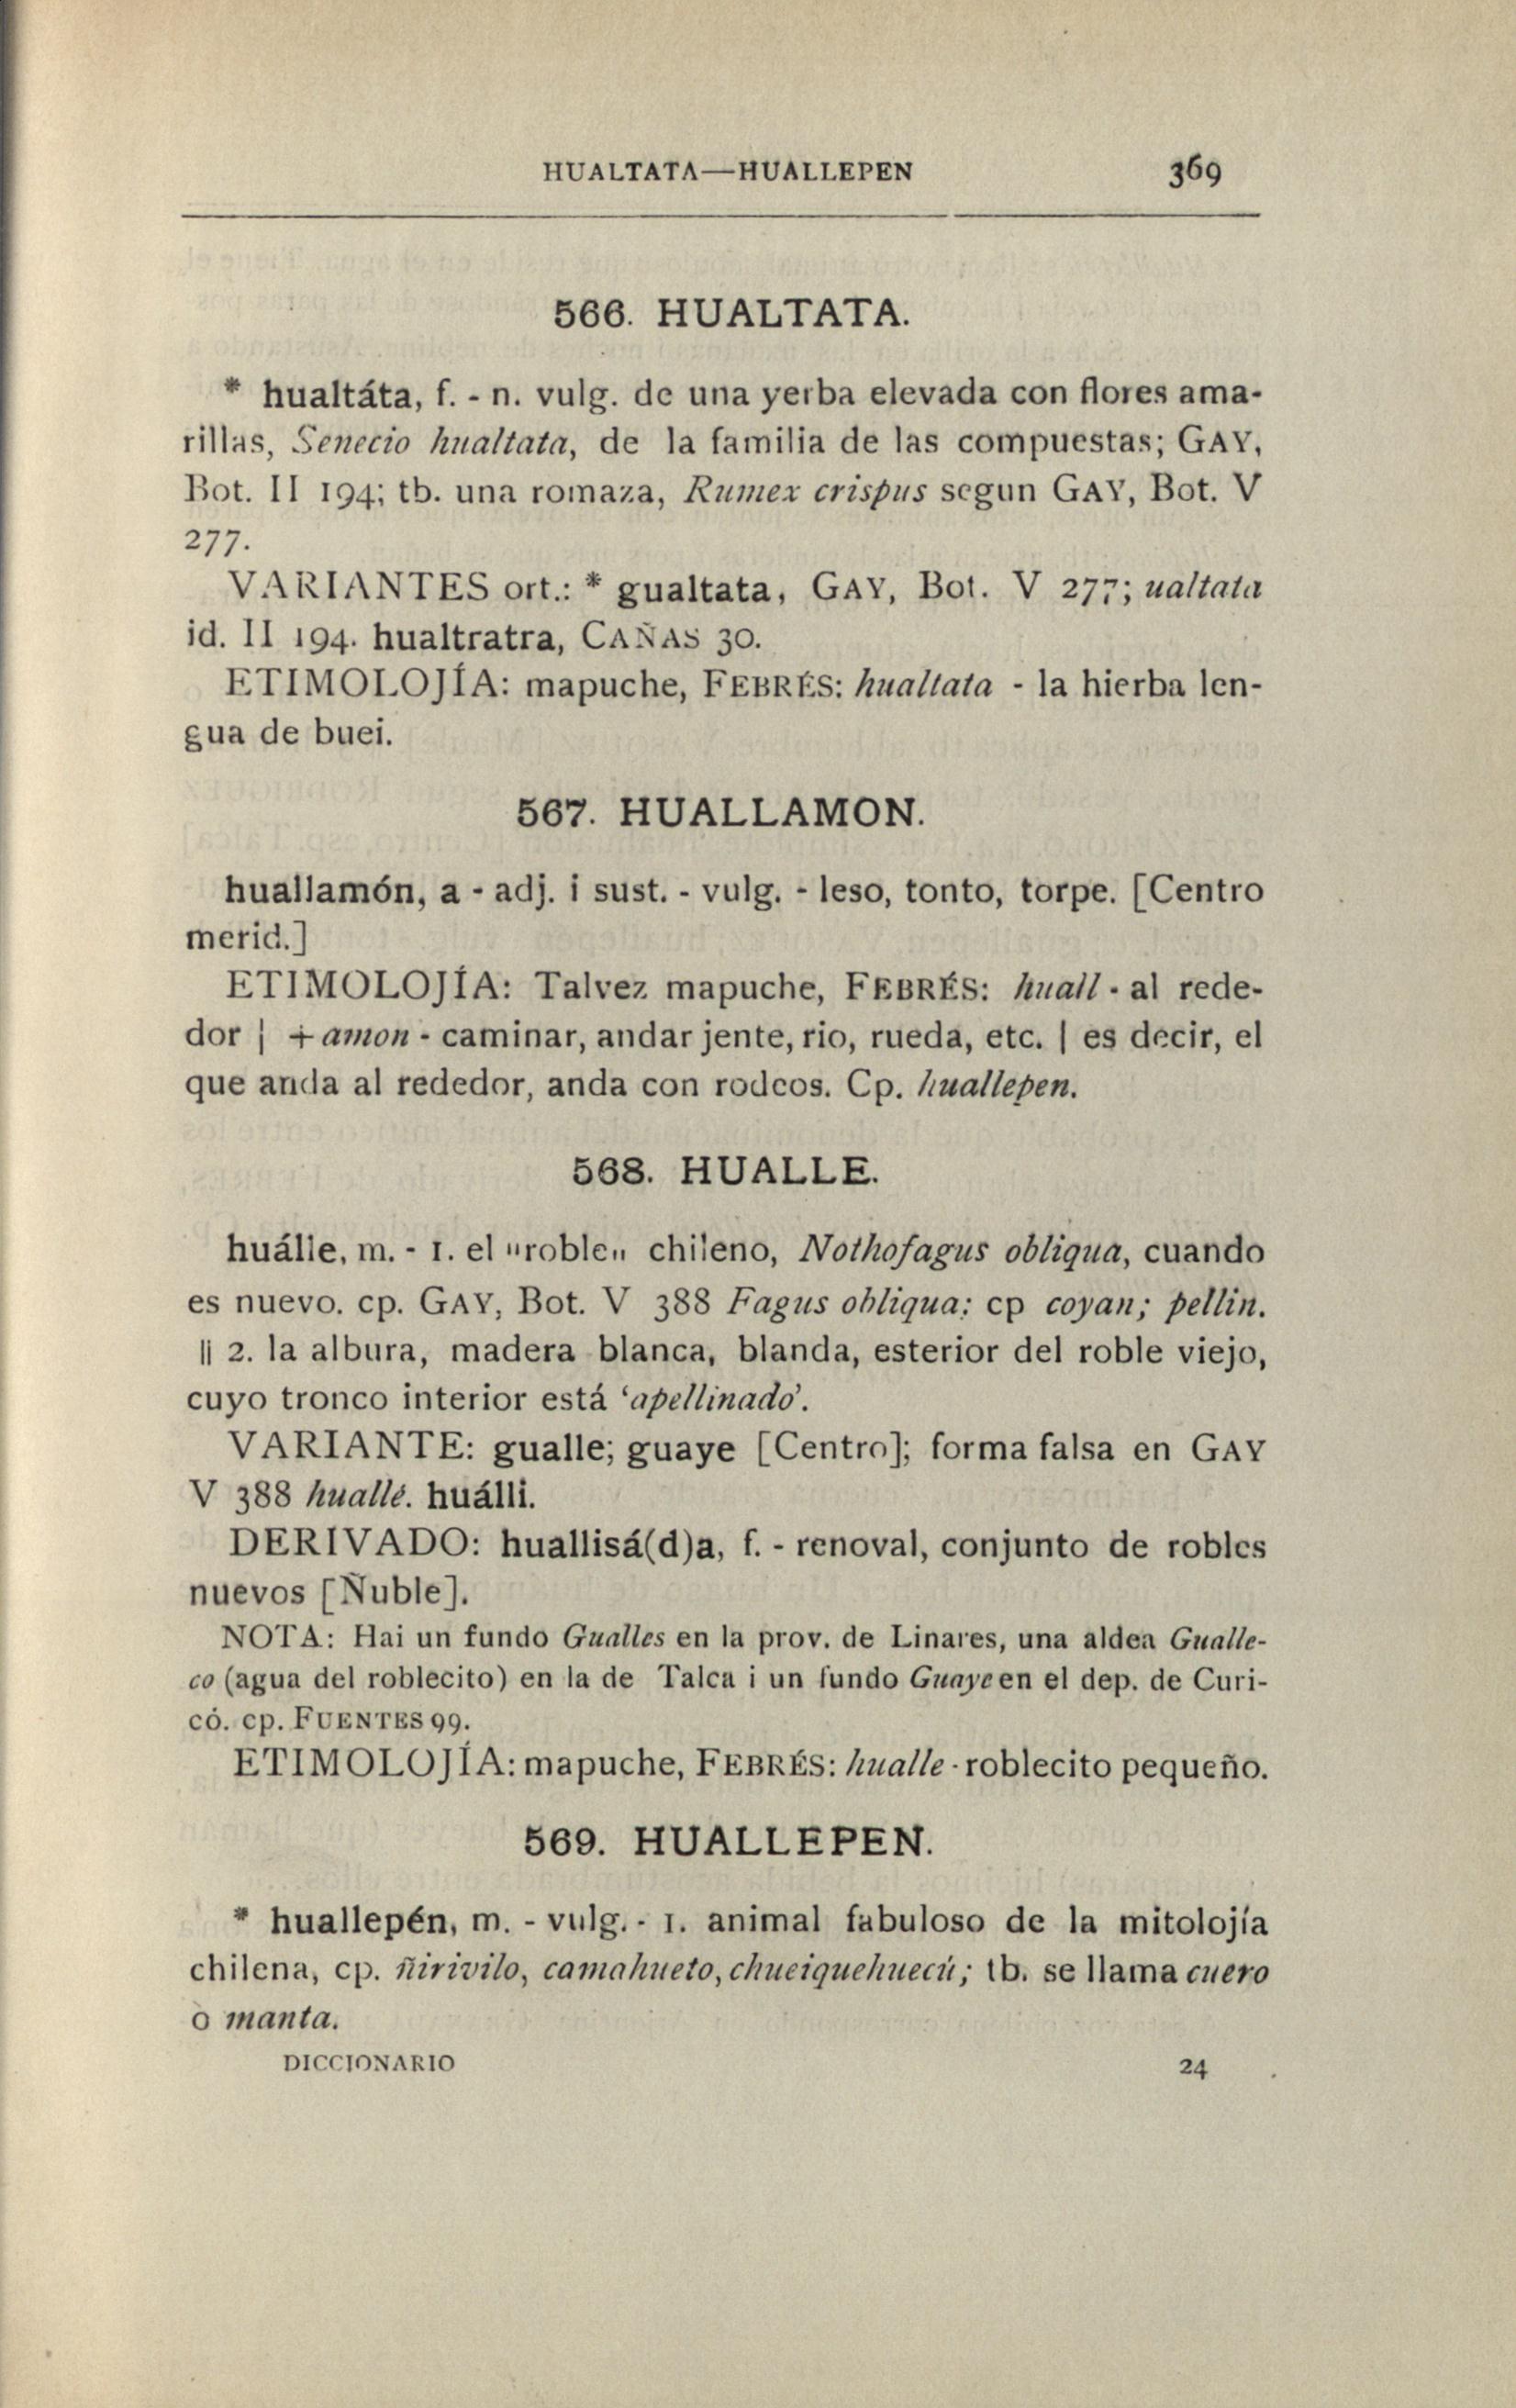 HUALTATA—HUALLEPEN 369
566. HUALTATA.
* hualtáta, f. - n. vulg. de una yerba elevada con flores ama-
rillas, Senecio hualtata, de la familia de las compuestas; GAY,
Bot. II 194; tb. una romaza, Rumex crispus segun GAY, Bot. V
277.
VARIANTES ort.: * gualtata, GAY, Bot. V 277; ualtata
id. II 194. hualtratra, CAÑAS 30.
ETIMOLOJÍA: mapuche, FEBRÉS: hualtata - la hierba len-
gua de buei.
567. HUALLAMON.
huallamón, a - adj. i sust. - vulg. - leso, tonto, torpe. [Centro
merid.]
ETIMOLOJÍA: Talvez mapuche, FEBRÉS: huall - al rede-
dor | + amon - caminar, andar jente, rio, rueda, etc. | es decir, el
que anda al rededor, anda con rodeos. Cp. huallepen.
568. HUALLE.
huálle, m. - 1. el "roble" chileno, Nothofagus obliqua, cuando
es nuevo. cp. GAY, Bot. V 388 Fagus obliqua; cp coyan; pellin.
|| 2. la albura, madera blanca, blanda, esterior del roble viejo,
cuyo tronco interior está ‘apellinado’.
VARIANTE: gualle; guaye [Centro]; forma falsa en GAY
V 388 huallé. huálli.
DERIVADO: huallisá(d)a, f. - renoval, conjunto de robles
nuevos [Ñuble].
NOTA: Hai un fundo Gualles en la prov. de Linares, una aldea Gualle-
co (agua del roblecito) en la de Talca i un fundo Guaye en el dep. de Curi-
có. cp. FUENTES 99.
ETIMOLOJÍA: mapuche, FEBRÉS: hualle - roblecito pequeño.
569. HUALLEPEN.
* huallepén, m. - vulg. - 1. animal fabuloso de la mitolojía
chilena, cp. ñirivilo, camahueto, chueiquehuecú; tb. se llama cuero
o manta.
DICCIONARIO 24